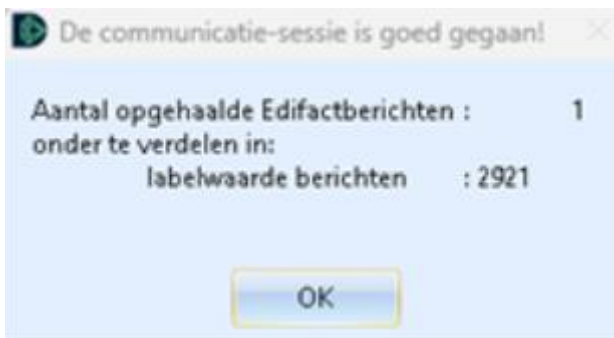 De communicatie-sessie is goed gegaan!
Aantal opgehaalde Edifactberichten : 1
onder te verdelen in:
labelwaarde berichten : 2921
OK